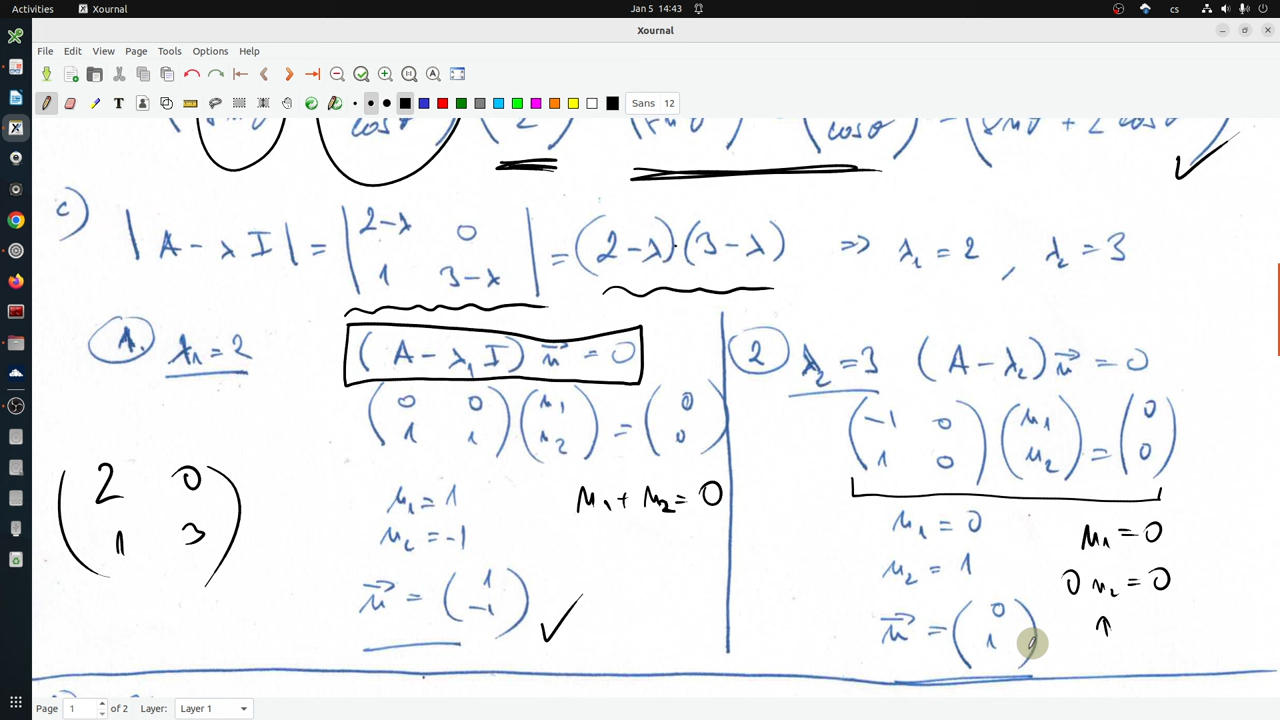 Activities Xournal Jan 5 14:43 cs
Xournal
File Edit View Page Tools Options Help
Sans 12
cosθ 2 cosθ
c) |A - λI| = |2-λ 0 / 1 3-λ| = (2-λ)·(3-λ) => λ₁ = 2, λ₂ = 3
1. λ₁ = 2
(A - λ₁I) u⃗ = 0
(0 0 / 1 1)(u₁ / u₂) = (0 / 0)
u₁ = 1
u₂ = -1
u₁ + u₂ = 0
u⃗ = (1 / -1) ✓
(2 0 / 1 3)
2 λ₂ = 3 (A - λ₂) u⃗ = 0
(-1 0 / 1 0)(u₁ / u₂) = (0 / 0)
u₁ = 0
u₂ = 1
u⃗ = (0 / 1)
u₁ = 0
0 u₂ = 0
↑
Page 1 of 2 Layer: Layer 1